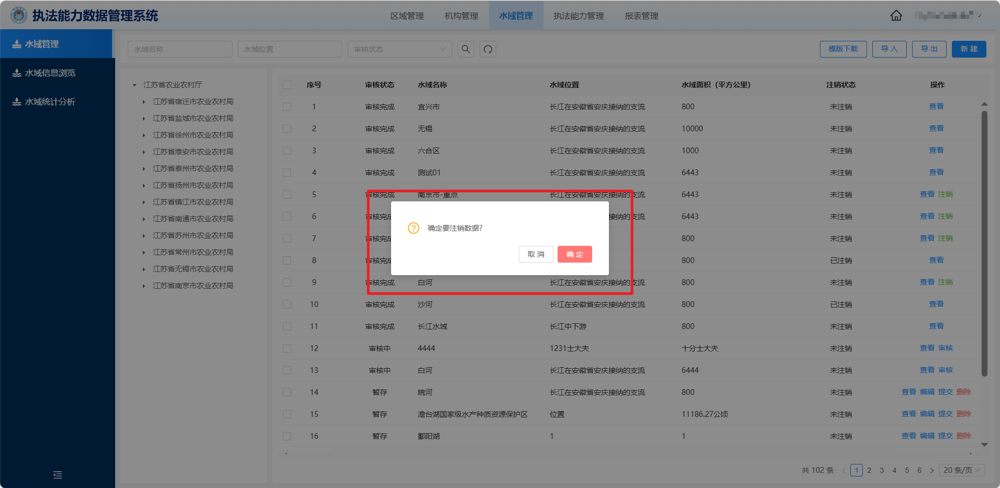 执法能力数据管理系统
区域管理 机构管理 水域管理 执法能力管理 报表管理
水域管理
水域信息浏览
水域统计分析
水域名称 水域位置 审核状态 模版下载 导 入 导 出 新 建
江苏省农业农村厅
江苏省宿迁市农业农村局
江苏省盐城市农业农村局
江苏省徐州市农业农村局
江苏省淮安市农业农村局
江苏省泰州市农业农村局
江苏省扬州市农业农村局
江苏省镇江市农业农村局
江苏省南通市农业农村局
江苏省苏州市农业农村局
江苏省常州市农业农村局
江苏省无锡市农业农村局
江苏省南京市农业农村局
序号 审核状态 水域名称 水域位置 水域面积（平方公里） 注销状态 操作
1 审核完成 宜兴市 长江在安徽省安庆接纳的支流 800 未注销 查看
2 审核完成 无锡 长江在安徽省安庆接纳的支流 10000 未注销 查看
3 审核完成 六合区 长江在安徽省安庆接纳的支流 1000 未注销 查看
4 审核完成 测试01 长江在安徽省安庆接纳的支流 6443 未注销 查看
5 审核完成 南京市-重点 长江在安徽省安庆接纳的支流 6443 未注销 查看 注销
6 审核完成 接纳的支流 6443 未注销 查看 注销
7 审核完成 800 未注销 查看 注销
8 审核完成 800 已注销 查看
9 审核完成 白河 长江在安徽省安庆接纳的支流 800 未注销 查看 注销
10 审核完成 沙河 长江在安徽省安庆接纳的支流 800 已注销 查看
11 审核完成 长江水域 长江中下游 800 未注销 查看
12 审核中 4444 1231士大夫 十分士大夫 未注销 查看 审核
13 审核中 白河 长江在安徽省安庆接纳的支流 6444 未注销 查看 审核
14 暂存 皖河 长江在安徽省安庆接纳的支流 800 未注销 查看 编辑 提交 删除
15 暂存 澹台湖国家级水产种质资源保护区 位置 11186.27公顷 未注销 查看 编辑 提交 删除
16 暂存 鄱阳湖 1 1 未注销 查看 编辑 提交 删除
确定要注销数据?
取 消 确 定
共 102 条 < 1 2 3 4 5 6 > 20 条/页